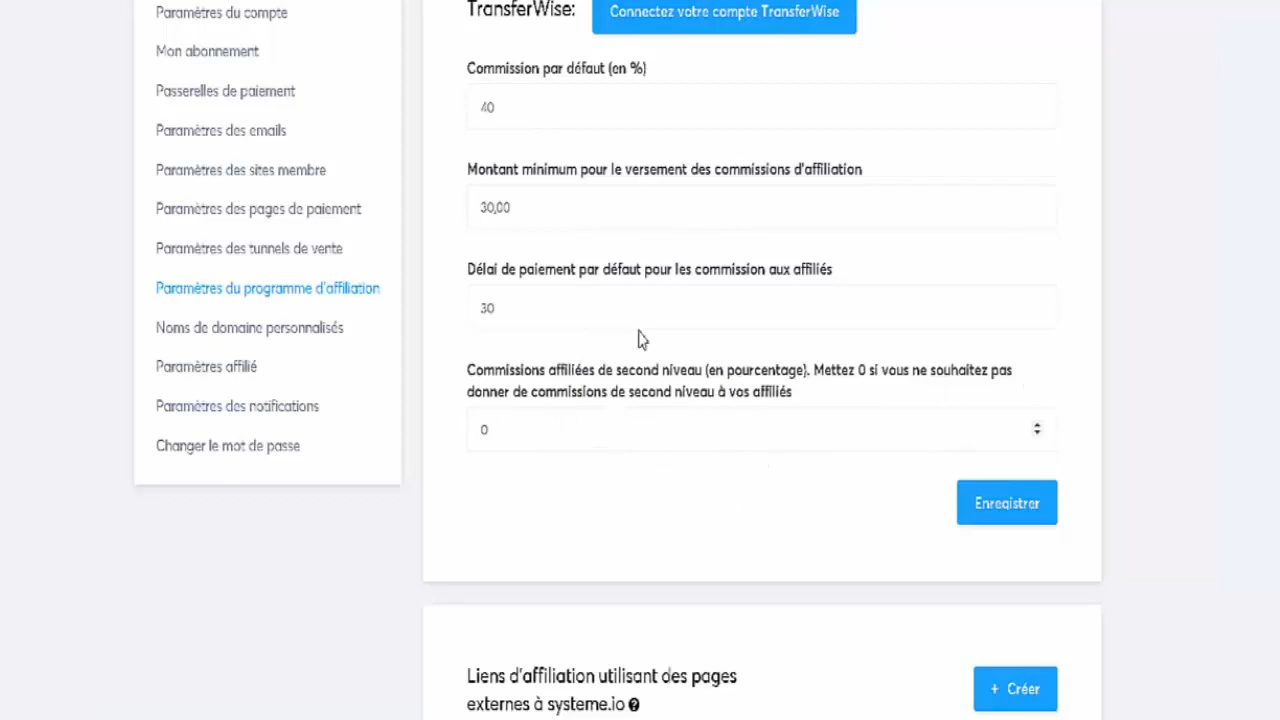 Paramètres du compte
Mon abonnement
Passerelles de paiement
Paramètres des emails
Paramètres des sites membre
Paramètres des pages de paiement
Paramètres des tunnels de vente
Paramètres du programme d'affiliation
Noms de domaine personnalisés
Paramètres affilié
Paramètres des notifications
Changer le mot de passe
TransferWise: Connectez votre compte TransferWise
Commission par défaut (en %)
40
Montant minimum pour le versement des commissions d'affiliation
30,00
Délai de paiement par défaut pour les commission aux affiliés
30
Commissions affiliées de second niveau (en pourcentage). Mettez 0 si vous ne souhaitez pas
donner de commissions de second niveau à vos affiliés
0
Enregistrer
Liens d'affiliation utilisant des pages
externes à systeme.io ?
+ Créer